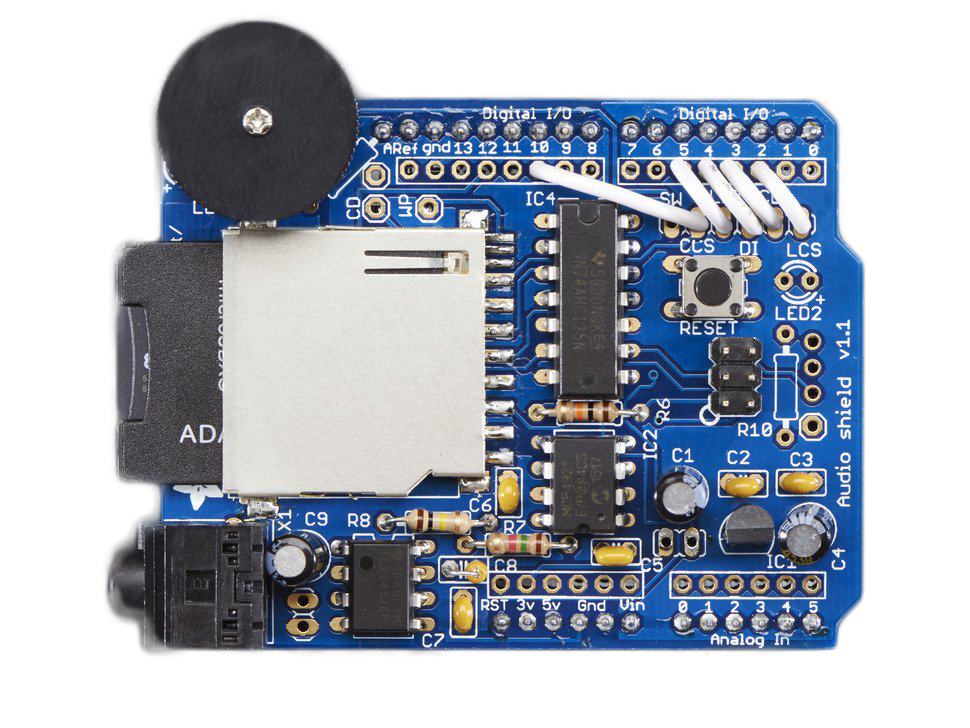 Digital I/O
Digital I/O
ARef gnd 13 12 11 10 9 8
7 6 5 4 3 2 1 0
CD
WP
IC4
SW
CCS
DI
LCS
LED2
RESET
R6
R10
IC2
C1
C2
C3
Audio shield v1.1
ADA
X1
C9
R8
C6
R7
C8
C5
IC1
C4
C7
RST 3v 5v Gnd Vin
0 1 2 3 4 5
Analog In